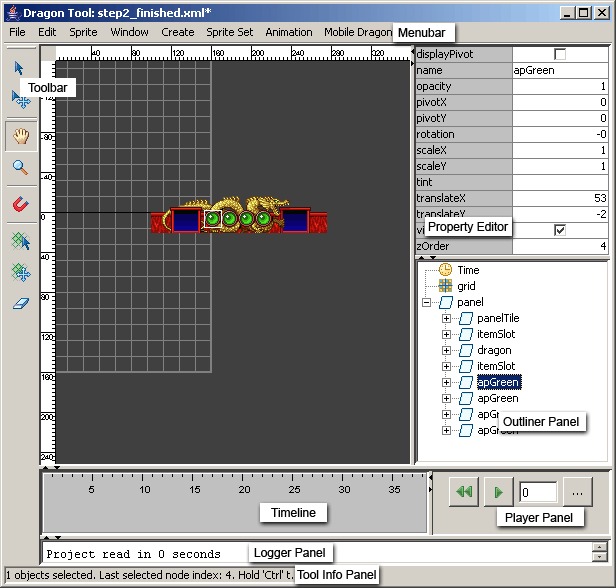 Dragon Tool: step2_finished.xml*
File Edit Sprite Window Create Sprite Set Animation Mobile Dragon Menubar
Toolbar
40 80 120 160 200 240 280 320
-120
-80
-40
0
40
80
120
160
200
240
displayPivot
name apGreen
opacity 1
pivotX 0
pivotY 0
rotation -0
scaleX 1
scaleY 1
tint
translateX 53
translateY -2
Property Editor
zOrder 4
Time
grid
panel
panelTile
itemSlot
dragon
itemSlot
apGreen
apGreen
Outliner Panel
5 10 15 20 25 30 35
Timeline
0 ...
Player Panel
Project read in 0 seconds
Logger Panel
1 objects selected. Last selected node index: 4. Hold 'Ctrl' t.
Tool Info Panel